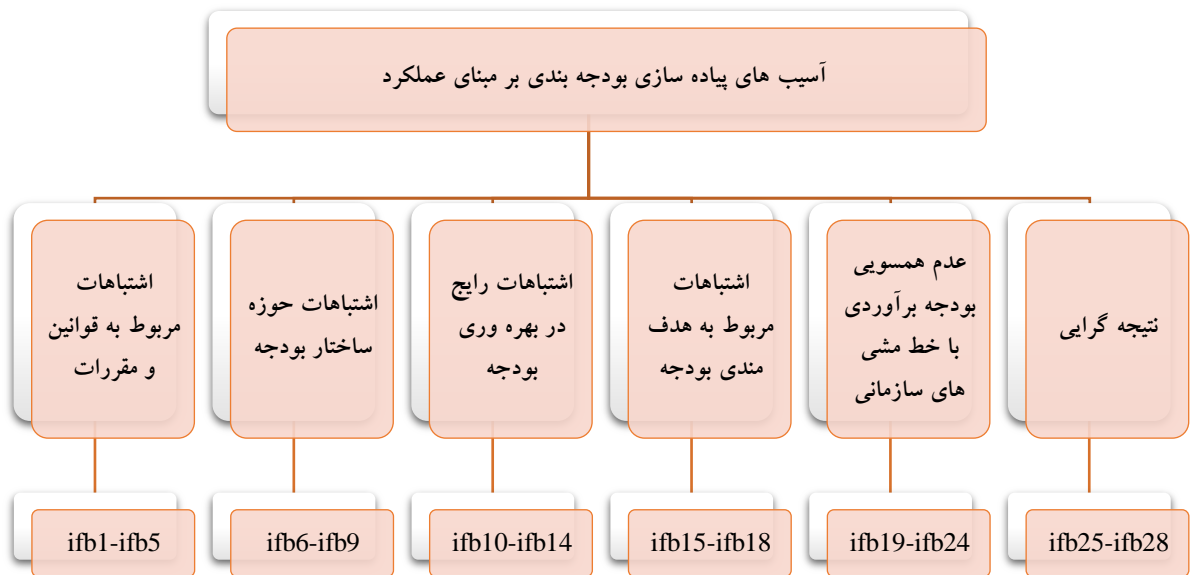 آسیب های پیاده سازی بودجه بندی بر مبنای عملکرد
نتیجه گرایی
عدم همسویی
بودجه برآوردی
با خط مشی
های سازمانی
اشتباهات
مربوط به هدف
مندی بودجه
اشتباهات رایج
در بهره وری
بودجه
اشتباهات حوزه
ساختار بودجه
اشتباهات
مربوط به قوانین
و مقررات
ifb25-ifb28
ifb19-ifb24
ifb15-ifb18
ifb10-ifb14
ifb6-ifb9
ifb1-ifb5